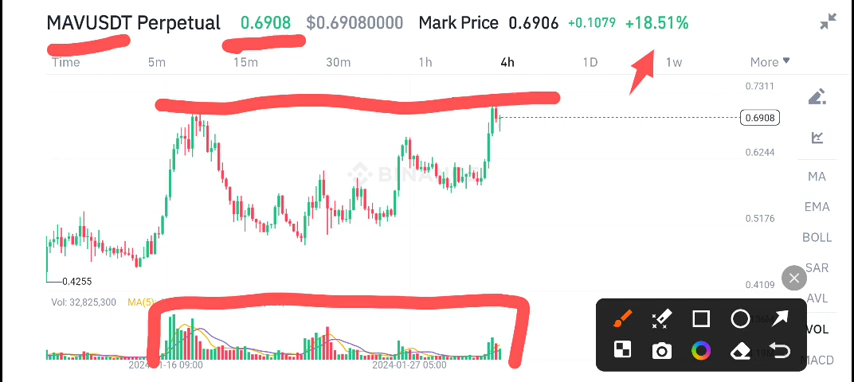 MAVUSDT Perpetual 0.6908 $0.69080000 Mark Price 0.6906 +0.1079 +18.51%
Time 5m 15m 30m 1h 4h 1D 1w More
0.7311
0.6908
0.6244
0.5176
0.4109
0.4255
MA
EMA
BOLL
SAR
AVL
VOL
MACD
Vol: 32,825,300 MA(5)
2024-01-16 09:00 2024-01-27 05:00